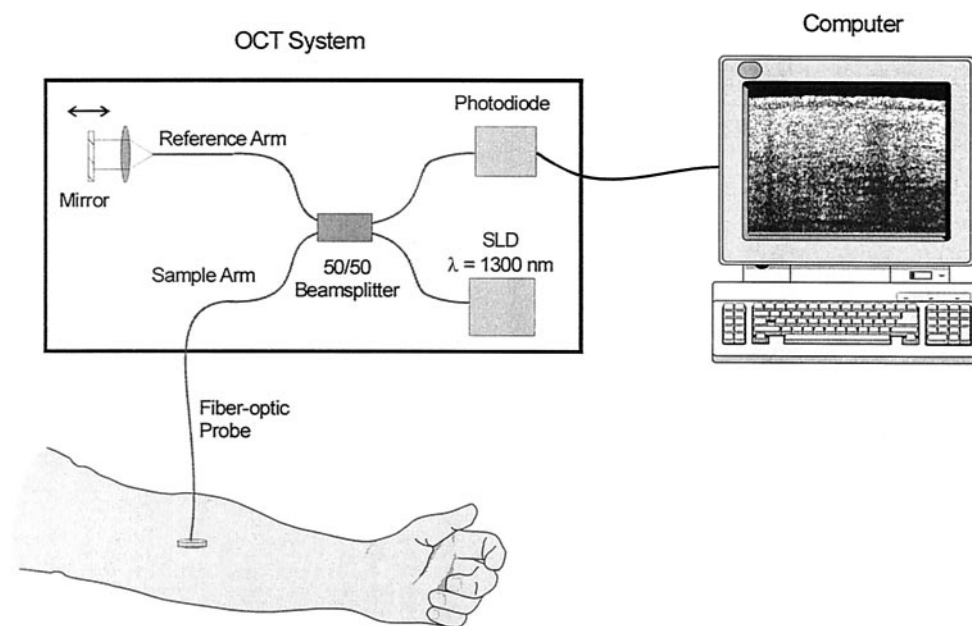 OCT System
Computer
Photodiode
Reference Arm
Mirror
SLD
λ = 1300 nm
Sample Arm
50/50
Beamsplitter
Fiber-optic
Probe